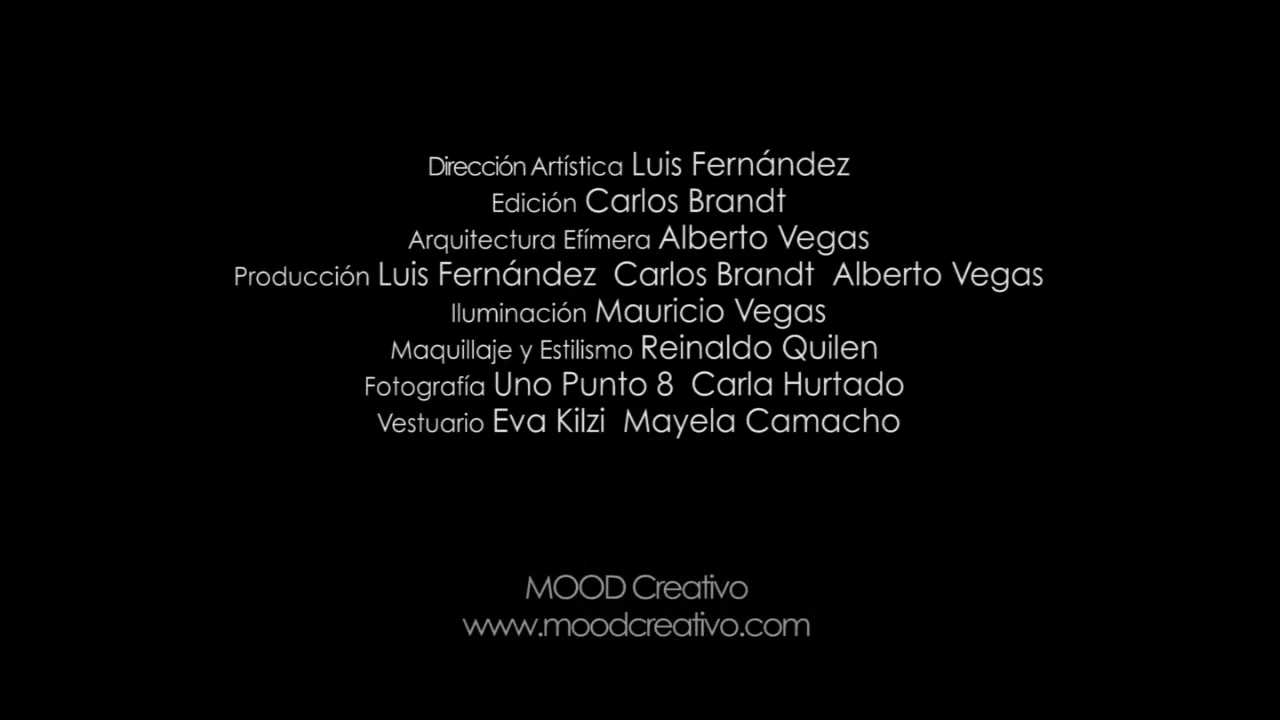 Dirección Artística Luis Fernández
Edición Carlos Brandt
Arquitectura Efímera Alberto Vegas
Producción Luis Fernández Carlos Brandt Alberto Vegas
Iluminación Mauricio Vegas
Maquillaje y Estilismo Reinaldo Quilen
Fotografía Uno Punto 8 Carla Hurtado
Vestuario Eva Kilzi Mayela Camacho
MOOD Creativo
www.moodcreativo.com